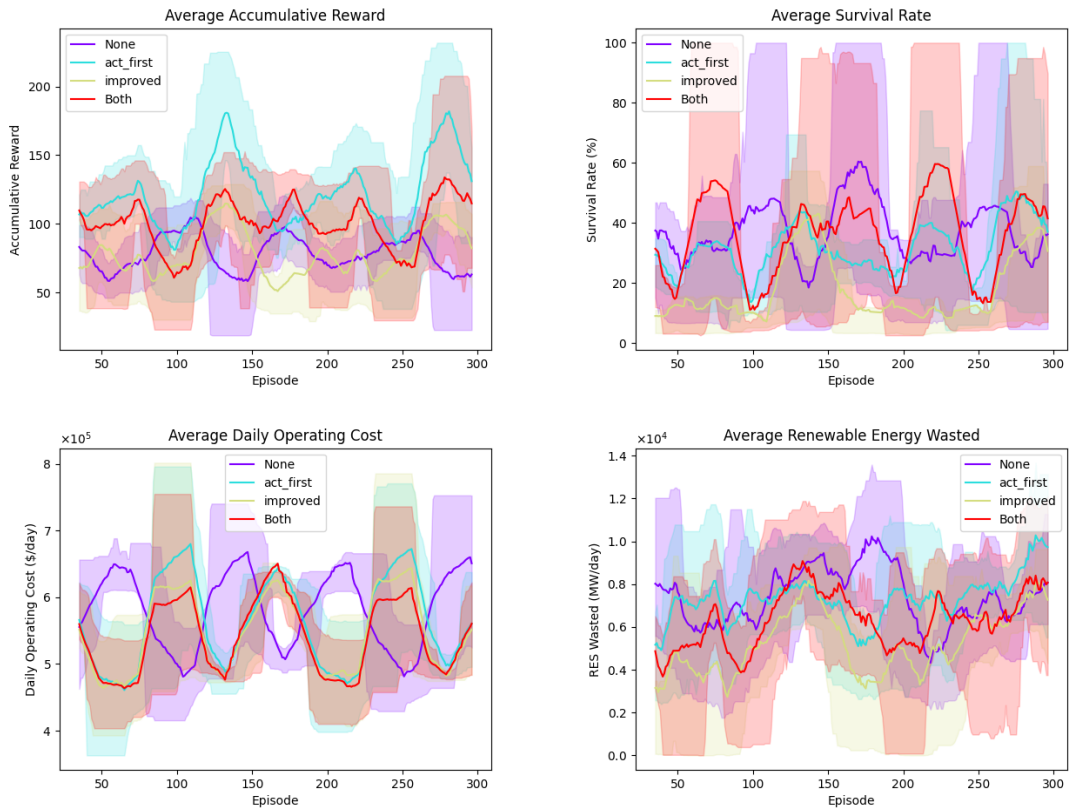 Average Accumulative Reward
Accumulative Reward
200
150
100
50
None
act_first
improved
Both
50 100 150 200 250 300
Episode
Average Survival Rate
Survival Rate (%)
100
80
60
40
20
0
None
act_first
improved
Both
50 100 150 200 250 300
Episode
Average Daily Operating Cost
×10⁵
Daily Operating Cost ($/day)
8
7
6
5
4
None
act_first
improved
Both
50 100 150 200 250 300
Episode
Average Renewable Energy Wasted
×10⁴
RES Wasted (MW/day)
1.4
1.2
1.0
0.8
0.6
0.4
0.2
0.0
None
act_first
improved
Both
50 100 150 200 250 300
Episode